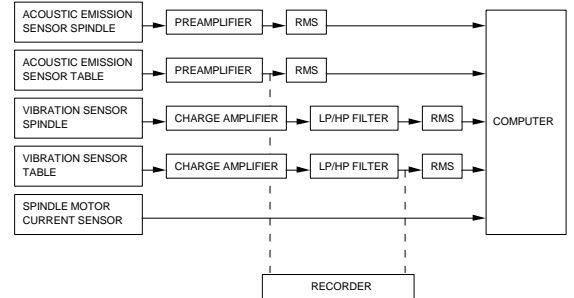 ACOUSTIC EMISSION
SENSOR SPINDLE
PREAMPLIFIER
RMS
ACOUSTIC EMISSION
SENSOR TABLE
PREAMPLIFIER
RMS
VIBRATION SENSOR
SPINDLE
CHARGE AMPLIFIER
LP/HP FILTER
RMS
COMPUTER
VIBRATION SENSOR
TABLE
CHARGE AMPLIFIER
LP/HP FILTER
RMS
SPINDLE MOTOR
CURRENT SENSOR
RECORDER